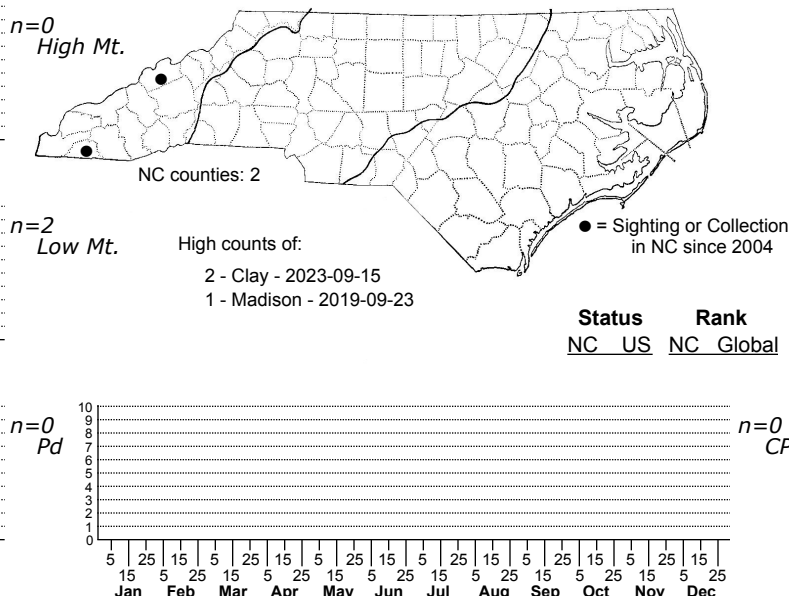 n=0
High Mt.
NC counties: 2
n=2
Low Mt.
High counts of:
2 - Clay - 2023-09-15
1 - Madison - 2019-09-23
● = Sighting or Collection
in NC since 2004
Status Rank
NC US NC Global
n=0
Pd
10
9
8
7
6
5
4
3
2
1
0
n=0
CP
5 25 15 5 25 15 5 25 15 5 25 15 5 25 15 5 25 15
15 5 25 15 5 25 15 5 25 15 5 25 15 5 25 15 5 25
Jan Feb Mar Apr May Jun Jul Aug Sep Oct Nov Dec